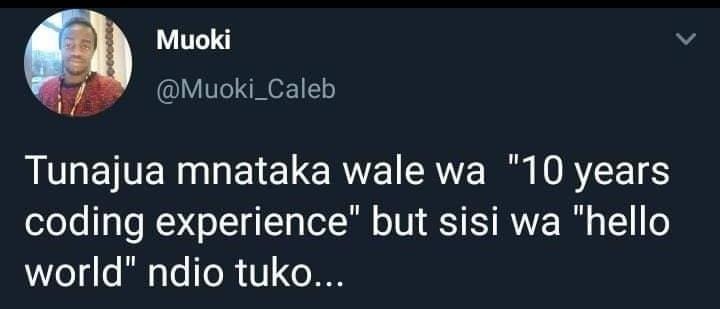 Muoki
@Muoki_Caleb
Tunajua mnataka wale wa "10 years
coding experience" but sisi wa "hello
world" ndio tuko...